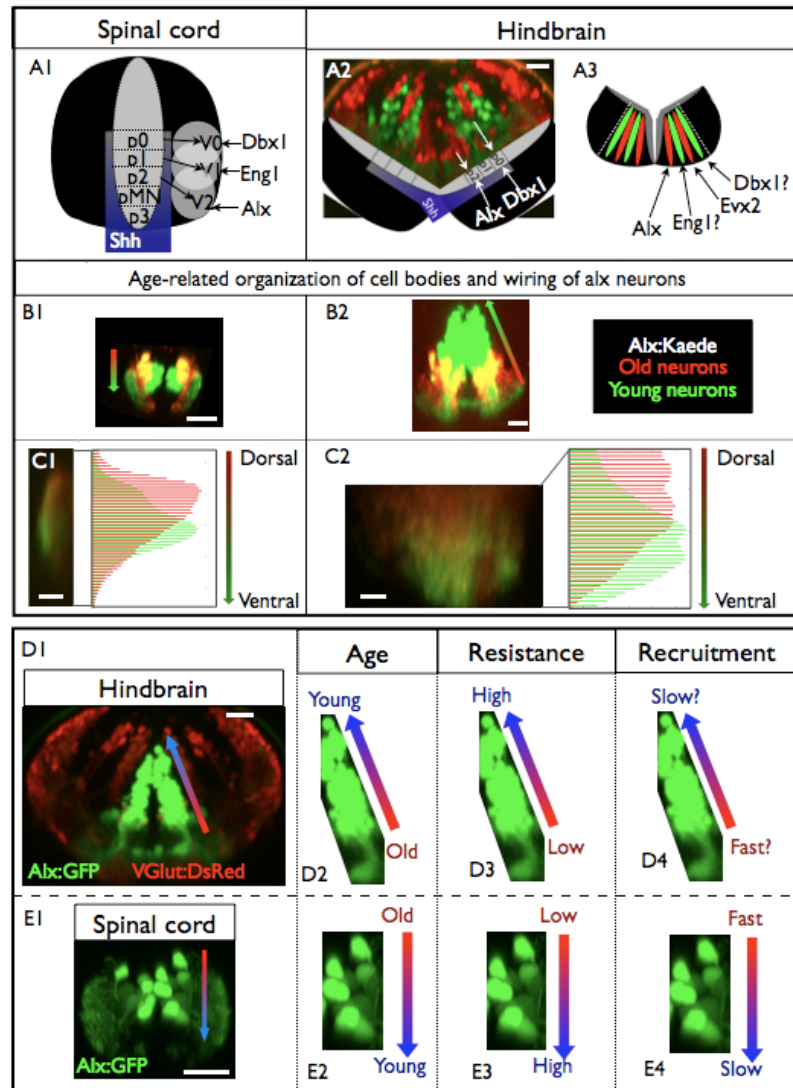 Spinal cord
Hindbrain
A1
A2
A3
p0
p1
p2
pMN
p3
Shh
V0
V1
V2
Dbx1
Eng1
Alx
Shh
Alx Dbx1
Alx
Eng1?
Evx2
Dbx1?
Age-related organization of cell bodies and wiring of alx neurons
B1
B2
Alx:Kaede
Old neurons
Young neurons
C1
Dorsal
Ventral
C2
Dorsal
Ventral
D1
Hindbrain
Alx:GFP
VGlut:DsRed
Age
Resistance
Recruitment
Young
Old
D2
High
Low
D3
Slow?
Fast?
D4
E1
Spinal cord
Alx:GFP
Old
Young
E2
Low
High
E3
Fast
Slow
E4